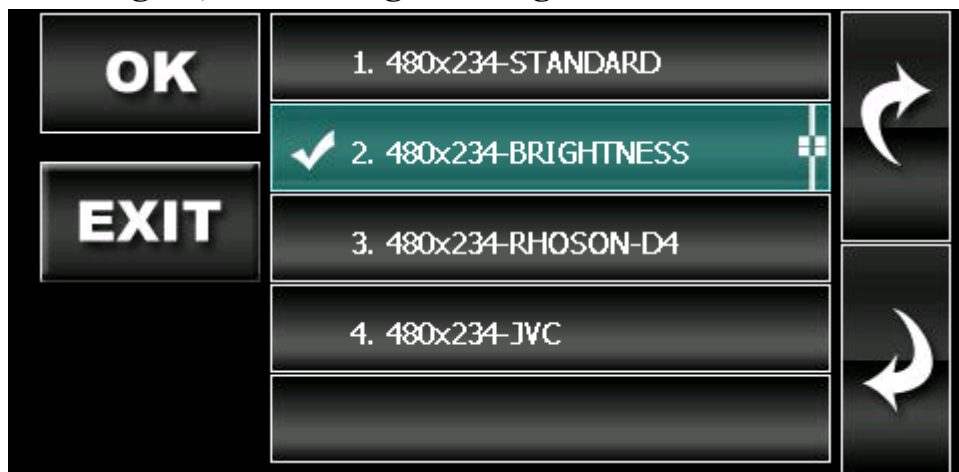 OK
EXIT
1. 480x234-STANDARD
2. 480x234-BRIGHTNESS
3. 480x234-RHOSON-D4
4. 480x234-JVC